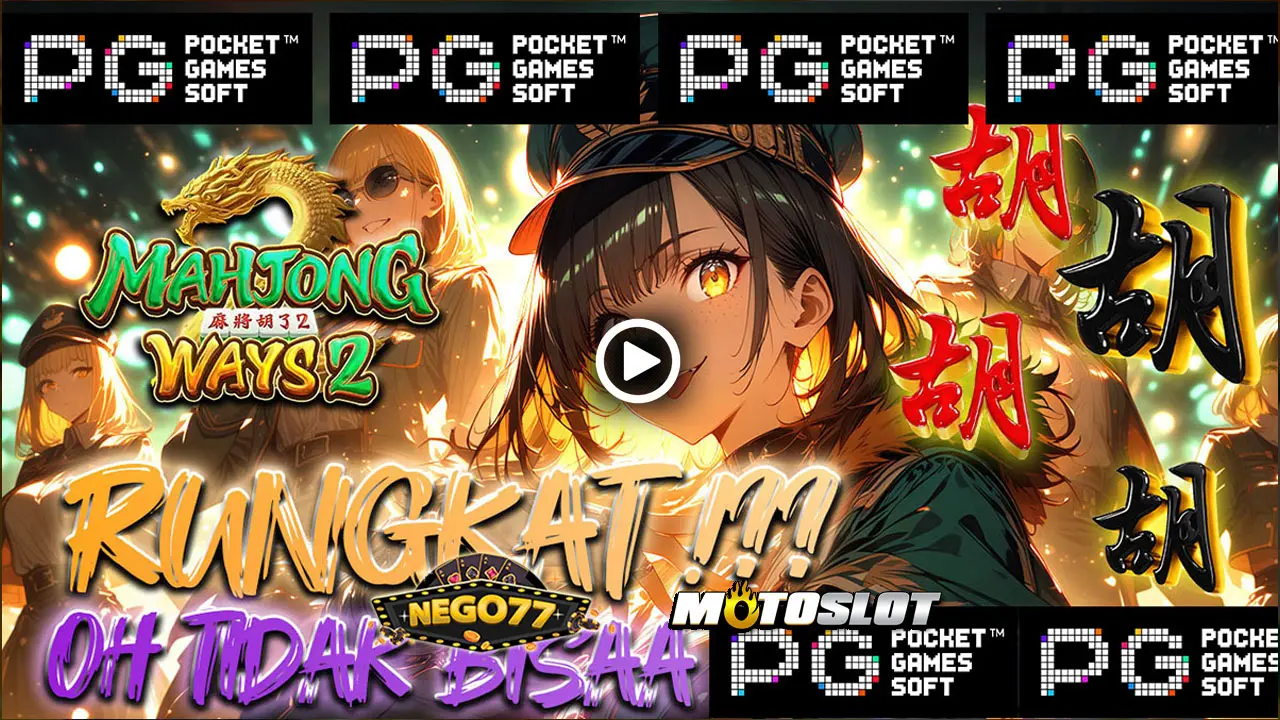 POCKET™
GAMES
SOFT
POCKET™
GAMES
SOFT
POCKET™
GAMES
SOFT
POCKET™
GAMES
SOFT
PG
PG
PG
PG
MAHJONG
麻將胡了2
WAYS 2
胡
胡
胡
胡
RUNGKAT !???
NEGO77
MOTOSLOT
OH TIDAK BISAA
PG
POCKET™
GAMES
SOFT
PG
POCKE
GAMES
SOFT